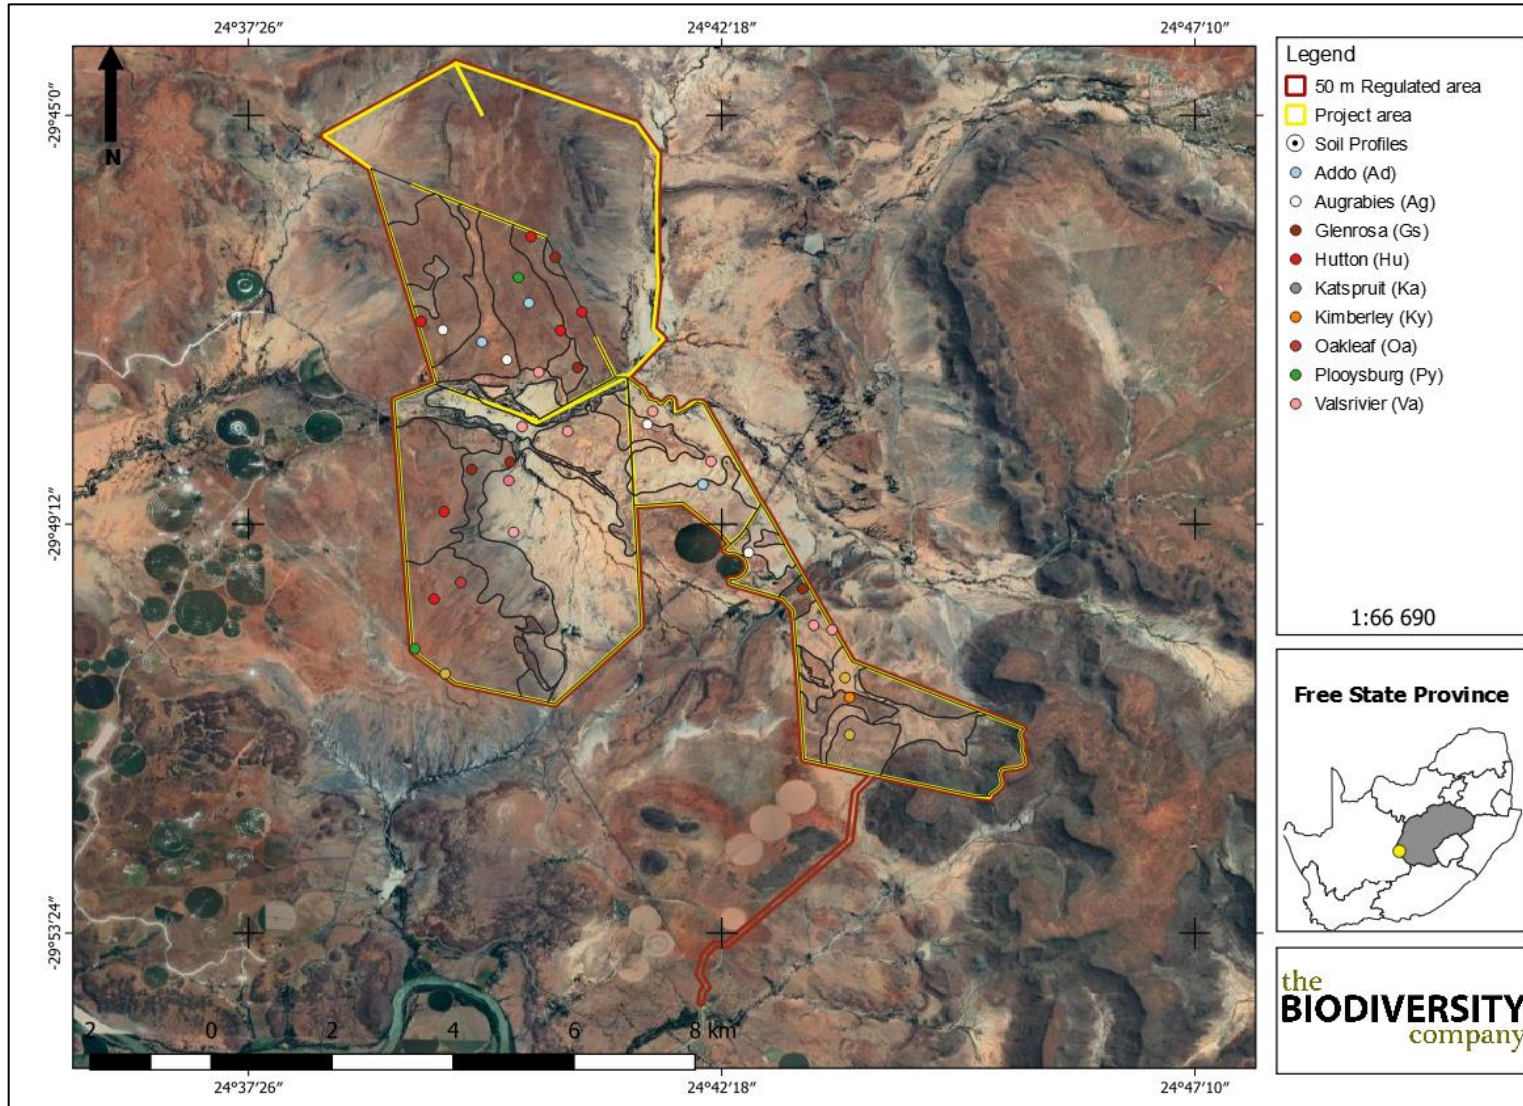 24°37'26" 24°42'18" 24°47'10"
-29°45'0"
-29°49'12"
-29°53'24"
N
2 0 2 4 6 8 km
24°37'26" 24°42'18" 24°47'10"
Legend
50 m Regulated area
Project area
Soil Profiles
Addo (Ad)
Augrabies (Ag)
Glenrosa (Gs)
Hutton (Hu)
Katspruit (Ka)
Kimberley (Ky)
Oakleaf (Oa)
Plooysburg (Py)
Valsrivier (Va)
1:66 690
Free State Province
the
BIODIVERSITY
company